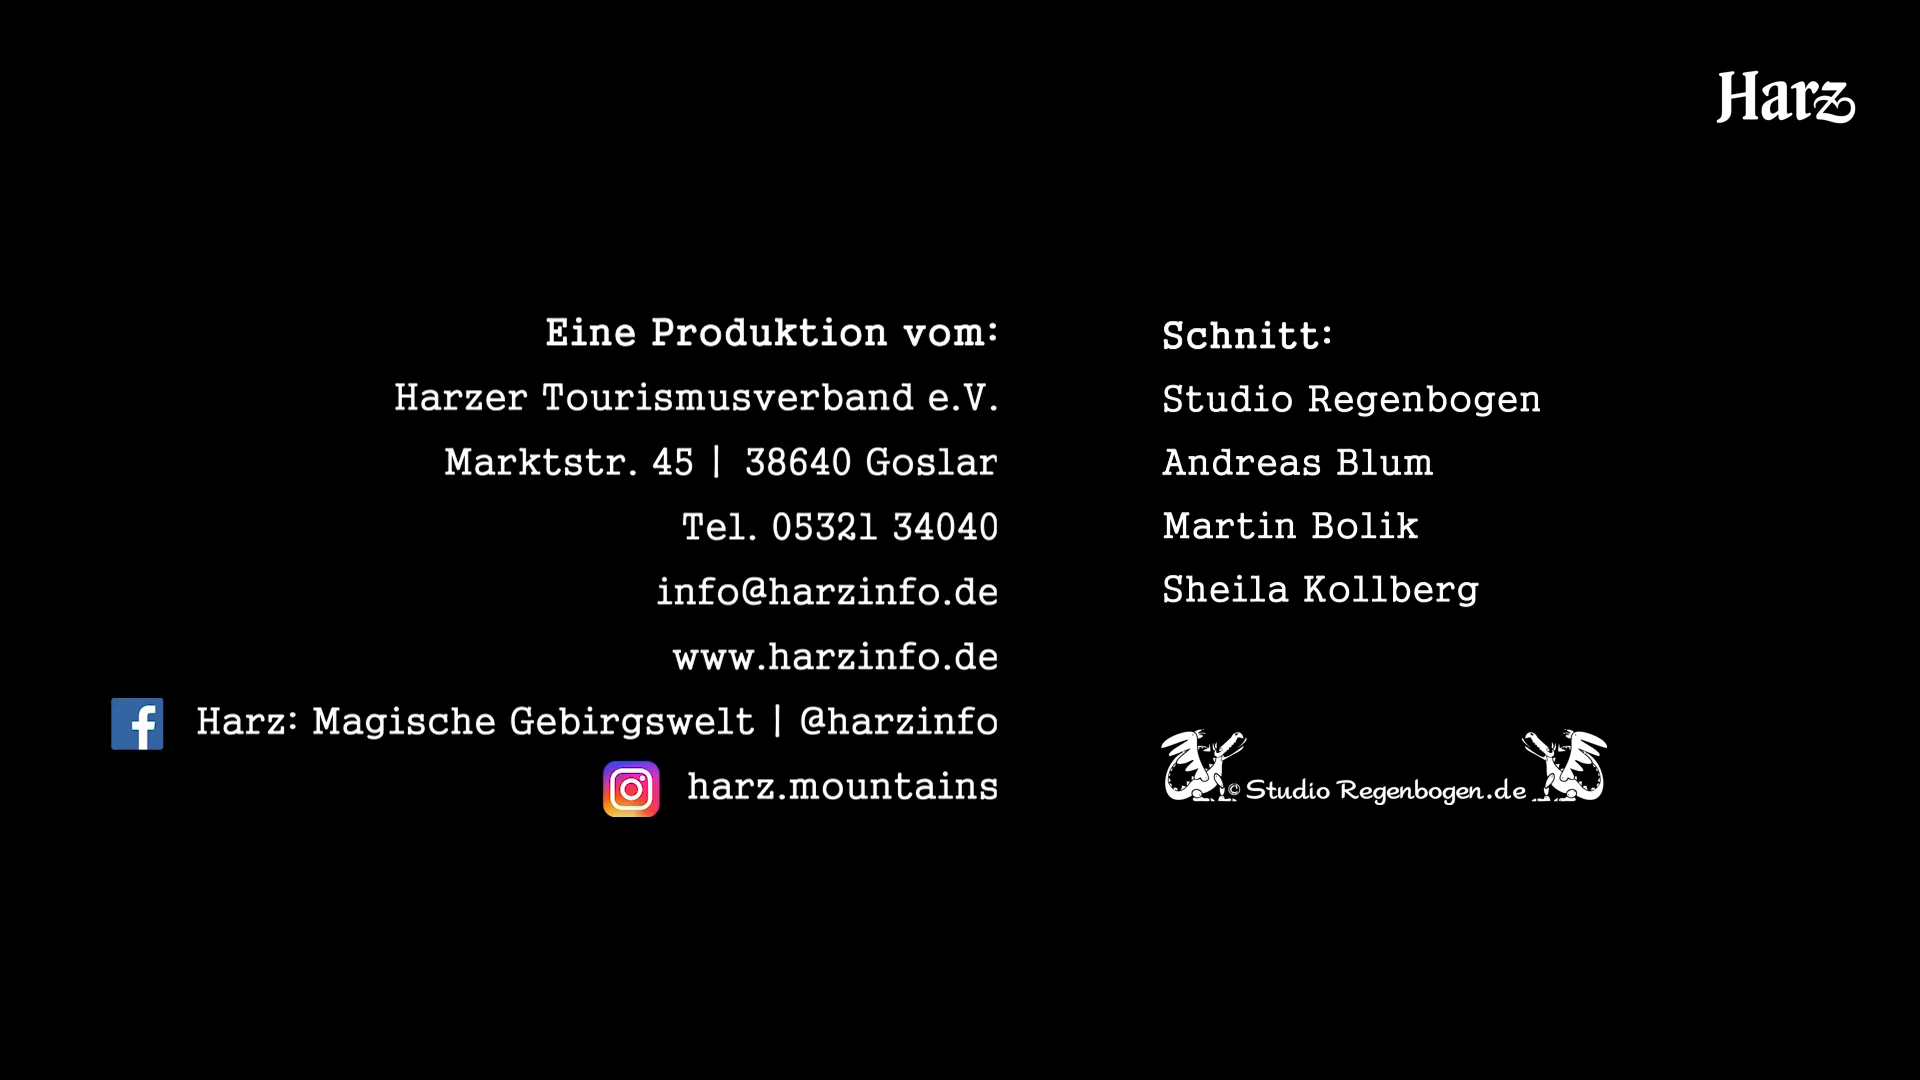 Harz
Eine Produktion vom:
Harzer Tourismusverband e.V.
Marktstr. 45 | 38640 Goslar
Tel. 05321 34040
info@harzinfo.de
www.harzinfo.de
Harz: Magische Gebirgswelt | @harzinfo
harz.mountains
Schnitt:
Studio Regenbogen
Andreas Blum
Martin Bolik
Sheila Kollberg
© Studio Regenbogen.de